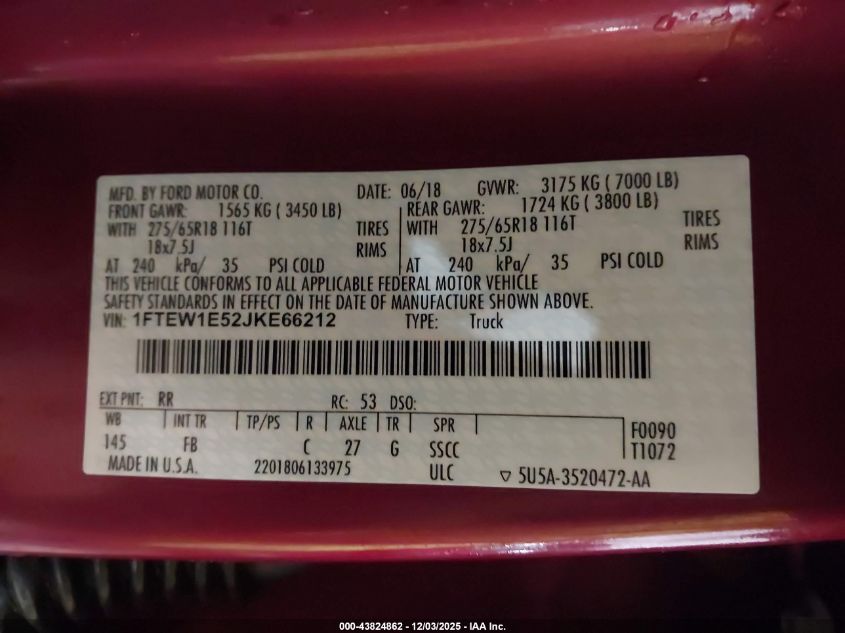 MFD. BY FORD MOTOR CO. DATE: 06/18 GVWR: 3175 KG ( 7000 LB)
FRONT GAWR: 1565 KG ( 3450 LB) REAR GAWR: 1724 KG ( 3800 LB)
WITH 275/65R18 116T TIRES WITH 275/65R18 116T TIRES
18x7.5J RIMS 18x7.5J RIMS
AT 240 kPa/ 35 PSI COLD AT 240 kPa/ 35 PSI COLD
THIS VEHICLE CONFORMS TO ALL APPLICABLE FEDERAL MOTOR VEHICLE
SAFETY STANDARDS IN EFFECT ON THE DATE OF MANUFACTURE SHOWN ABOVE.
VIN: 1FTEW1E52JKE66212 TYPE: Truck
EXT PNT: RR RC: 53 DSO:
WB INT TR TP/PS R AXLE TR SPR
145 FB C 27 G SSCC
F0090
T1072
MADE IN U.S.A. 2201806133975 ULC ▽ 5U5A-3520472-AA
000-43824862 - 12/03/2025 - IAA Inc.